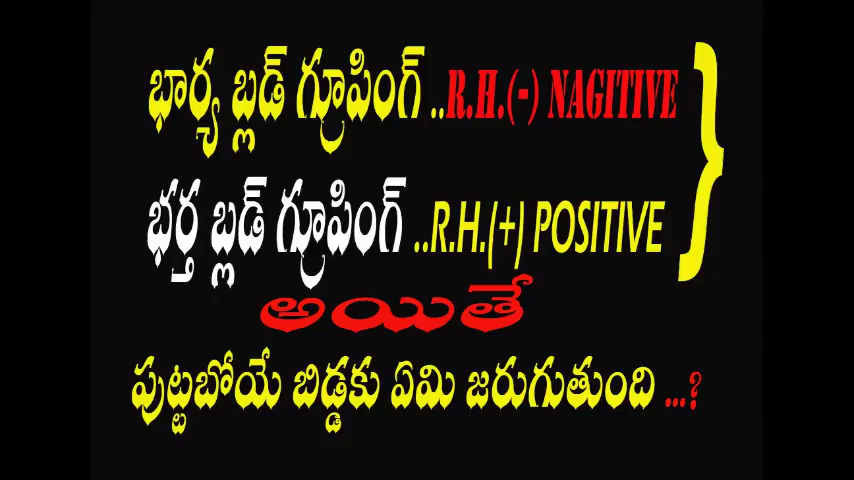 భార్య బ్లడ్ గ్రూపింగ్ ..R.H.(-) NAGITIVE
భర్త బ్లడ్ గ్రూపింగ్ ..R.H.(+) POSITIVE
అయితే
పుట్టబోయే బిడ్డకు ఏమి జరుగుతుంది ...?